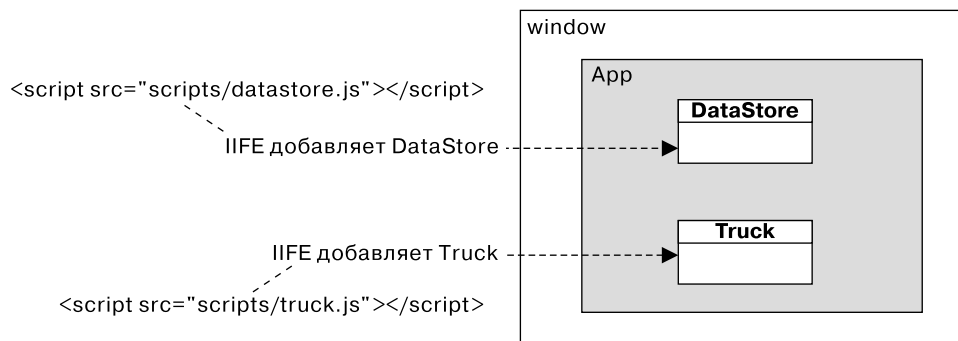 window
App
<script src="scripts/datastore.js"></script>
DataStore
IIFE добавляет DataStore
Truck
IIFE добавляет Truck
<script src="scripts/truck.js"></script>